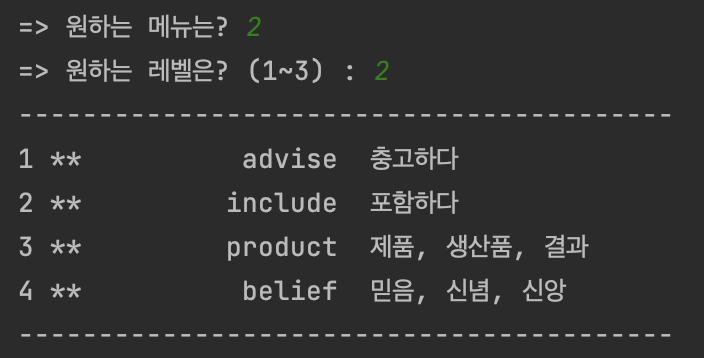 => 원하는 메뉴는? 2
=> 원하는 레벨은? (1~3) : 2
-----------------------------------------
1 **          advise  충고하다
2 **         include  포함하다
3 **         product  제품, 생산품, 결과
4 **          belief  믿음, 신념, 신앙
-----------------------------------------